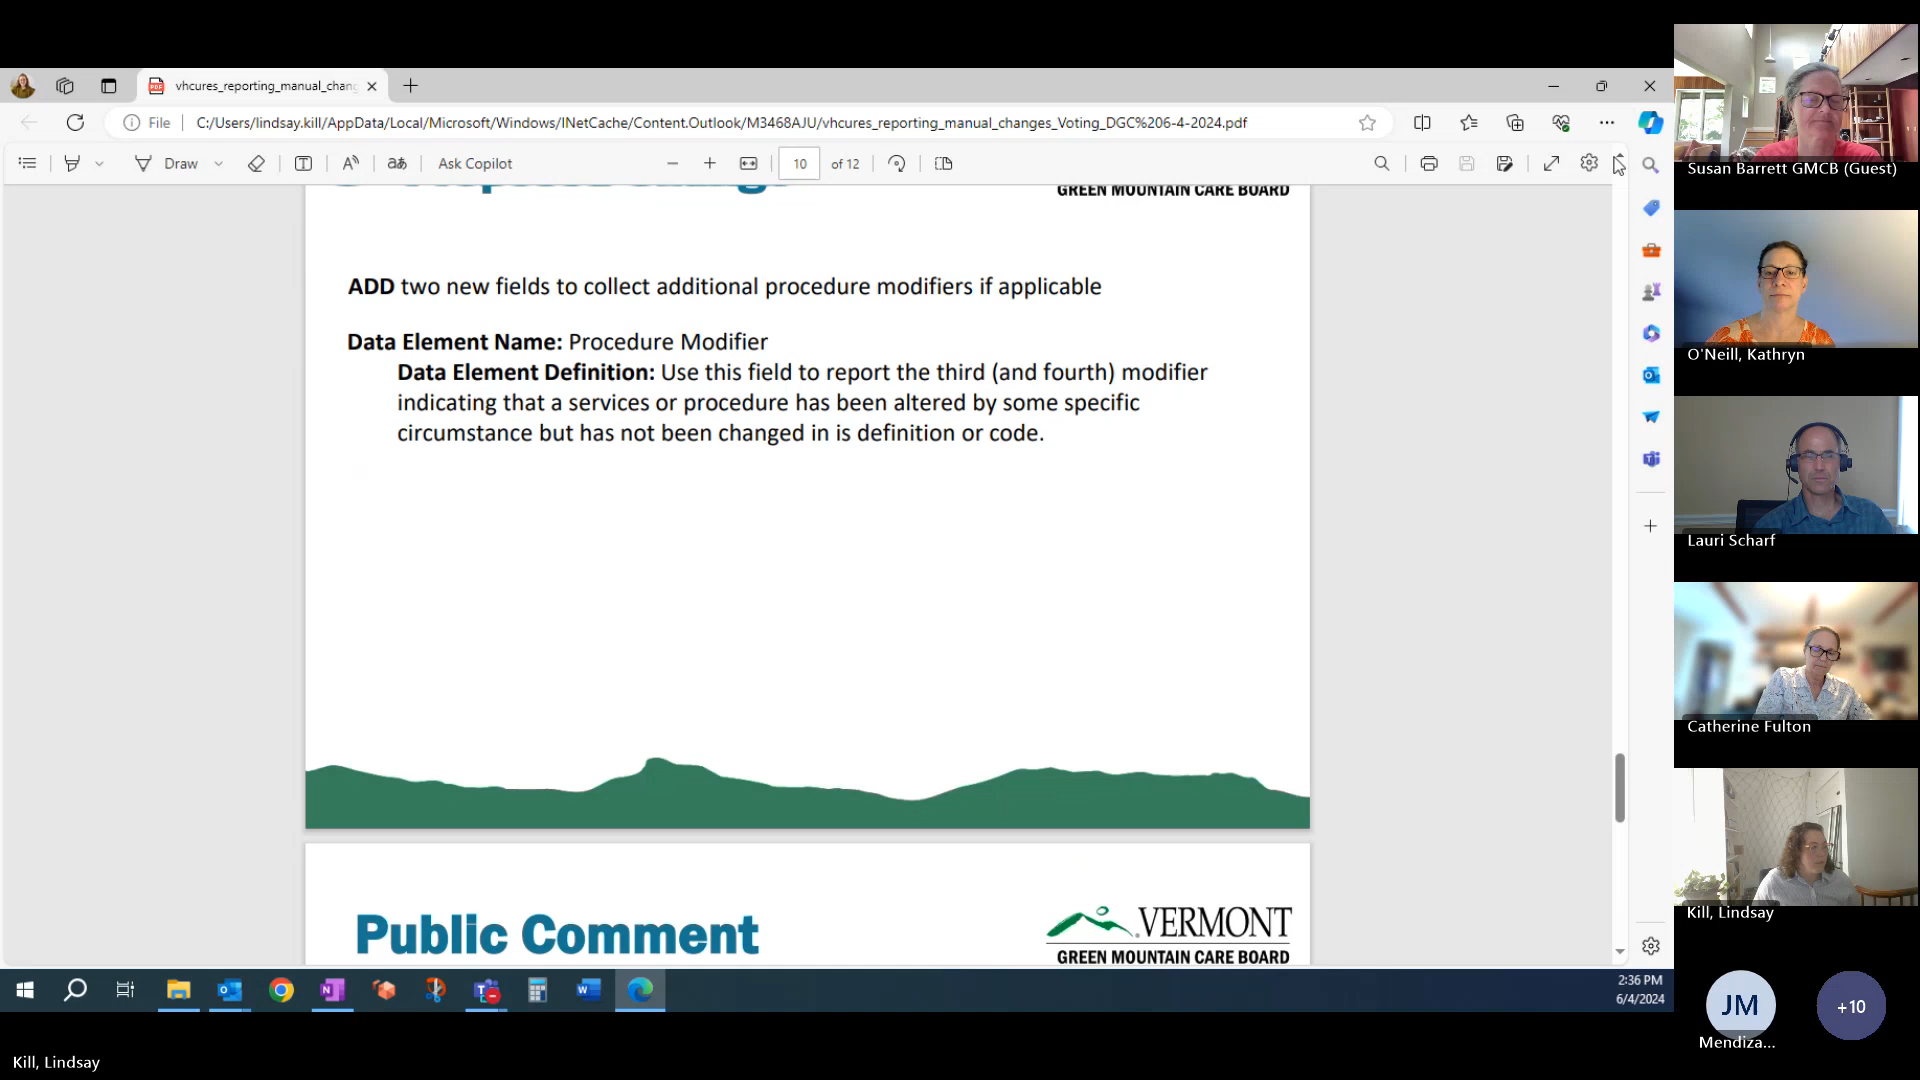 vhcures_reporting_manual_chang
File
C:/Users/lindsay.kill/AppData/Local/Microsoft/Windows/INetCache/Content.Outlook/M3468AJU/vhcures_reporting_manual_changes_Voting_DGC%206-4-2024.pdf
Draw
Ask Copilot
10 of 12
GREEN MOUNTAIN CARE BOARD
ADD two new fields to collect additional procedure modifiers if applicable
Data Element Name: Procedure Modifier
Data Element Definition: Use this field to report the third (and fourth) modifier
indicating that a services or procedure has been altered by some specific
circumstance but has not been changed in is definition or code.
Public Comment
VERMONT
GREEN MOUNTAIN CARE BOARD
2:36 PM
6/4/2024
Susan Barrett GMCB (Guest)
O'Neill, Kathryn
Lauri Scharf
Catherine Fulton
Kill, Lindsay
JM
+10
Mendiza...
Kill, Lindsay